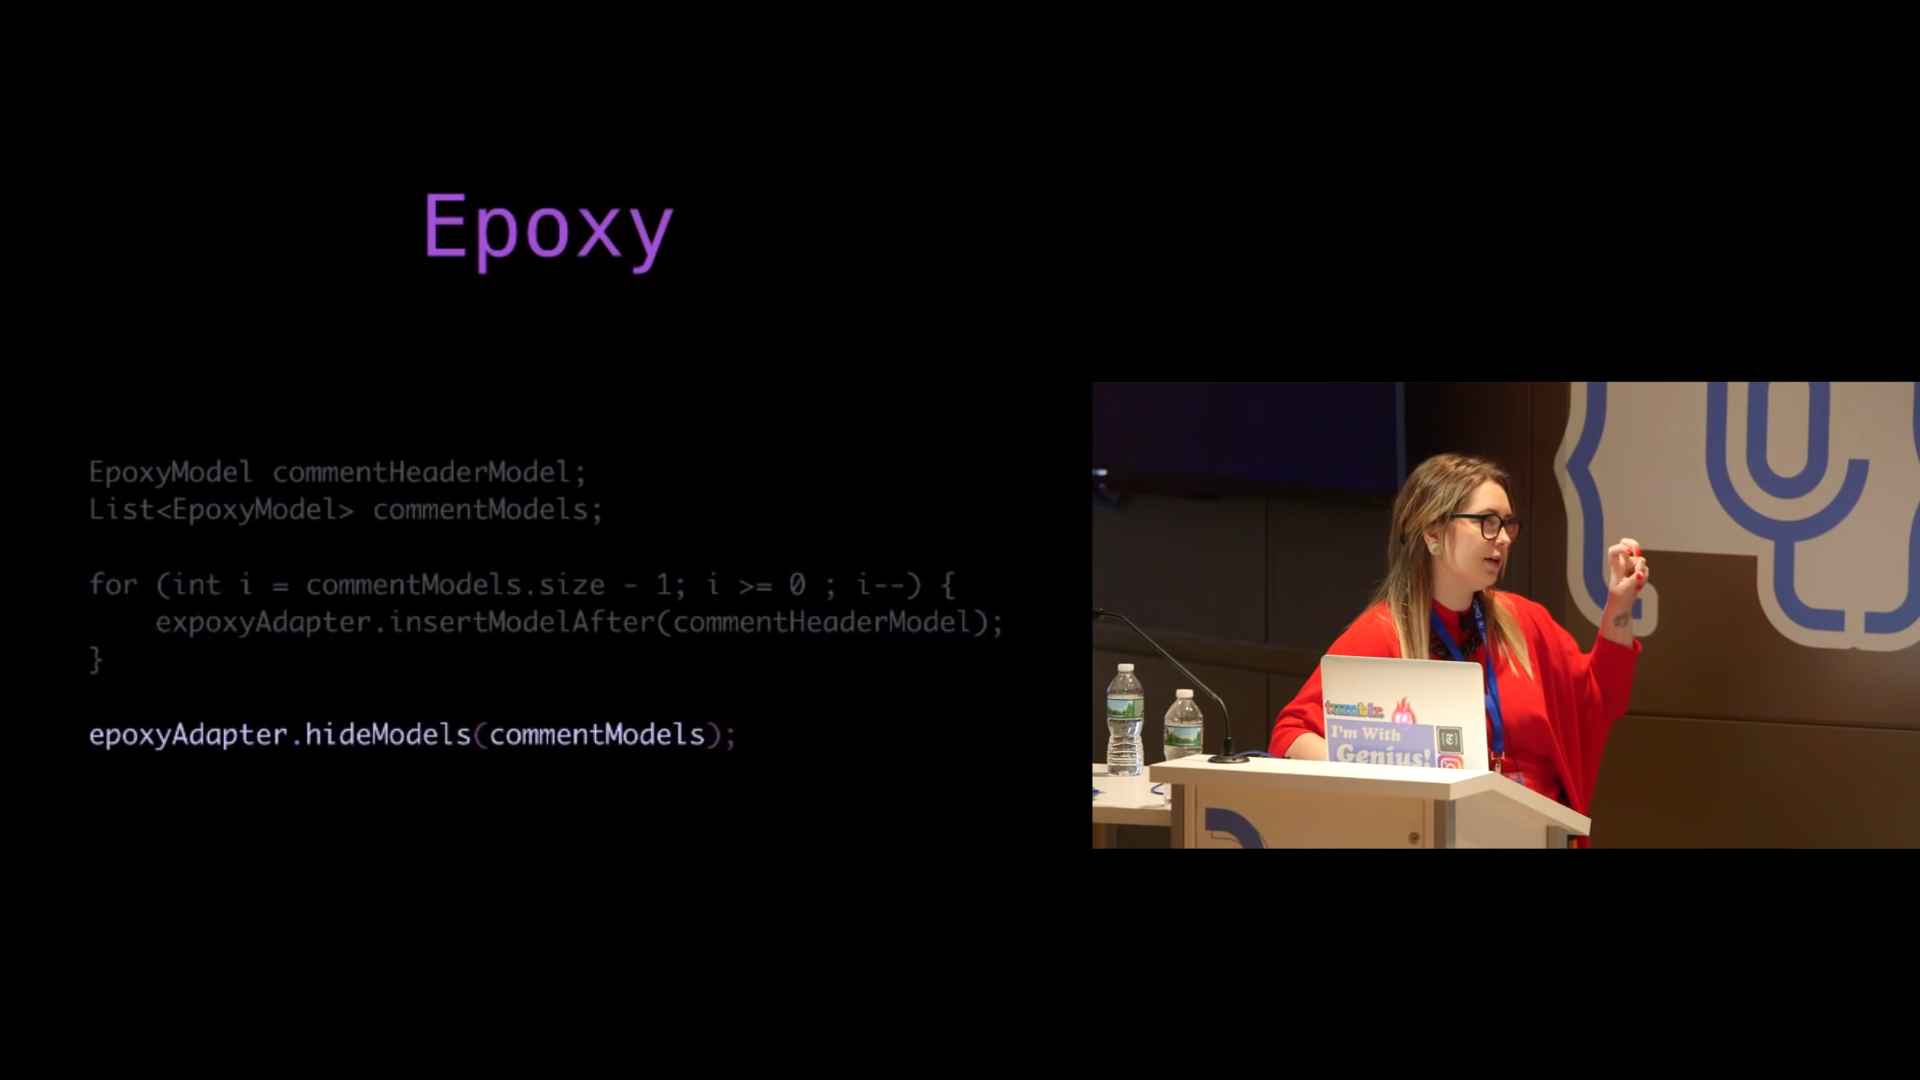 Epoxy
EpoxyModel commentHeaderModel;
List<EpoxyModel> commentModels;
for (int i = commentModels.size - 1; i >= 0 ; i--) {
expoxyAdapter.insertModelAfter(commentHeaderModel);
}
epoxyAdapter.hideModels(commentModels);
tumblr.
I'm With
Genius!